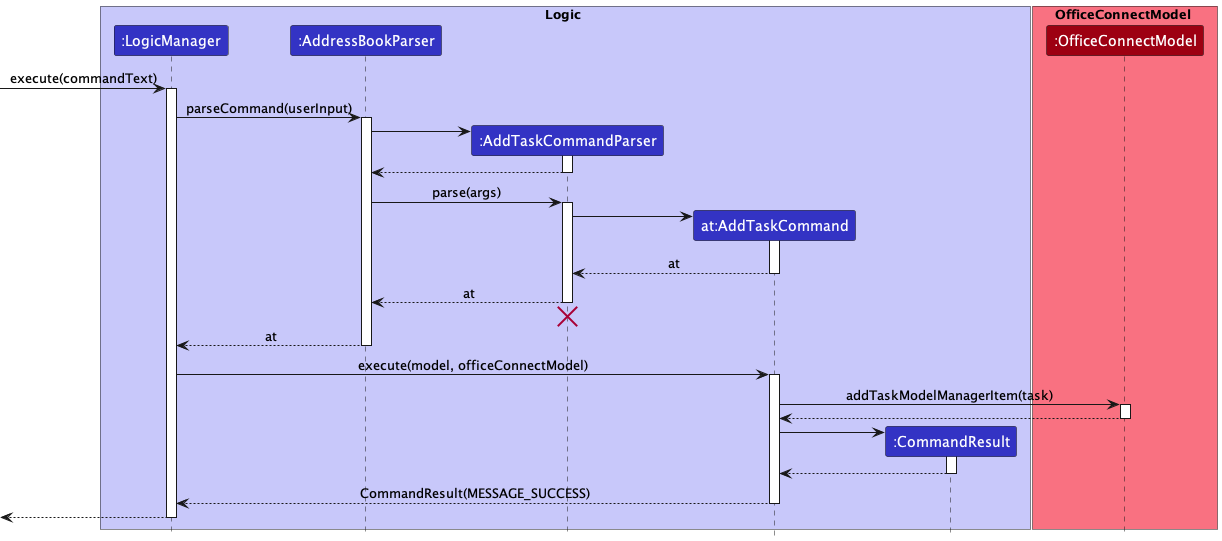 Logic
OfficeConnectModel
:LogicManager
:AddressBookParser
:OfficeConnectModel
execute(commandText)
parseCommand(userInput)
:AddTaskCommandParser
parse(args)
at:AddTaskCommand
at
at
at
execute(model, officeConnectModel)
addTaskModelManagerItem(task)
:CommandResult
CommandResult(MESSAGE_SUCCESS)